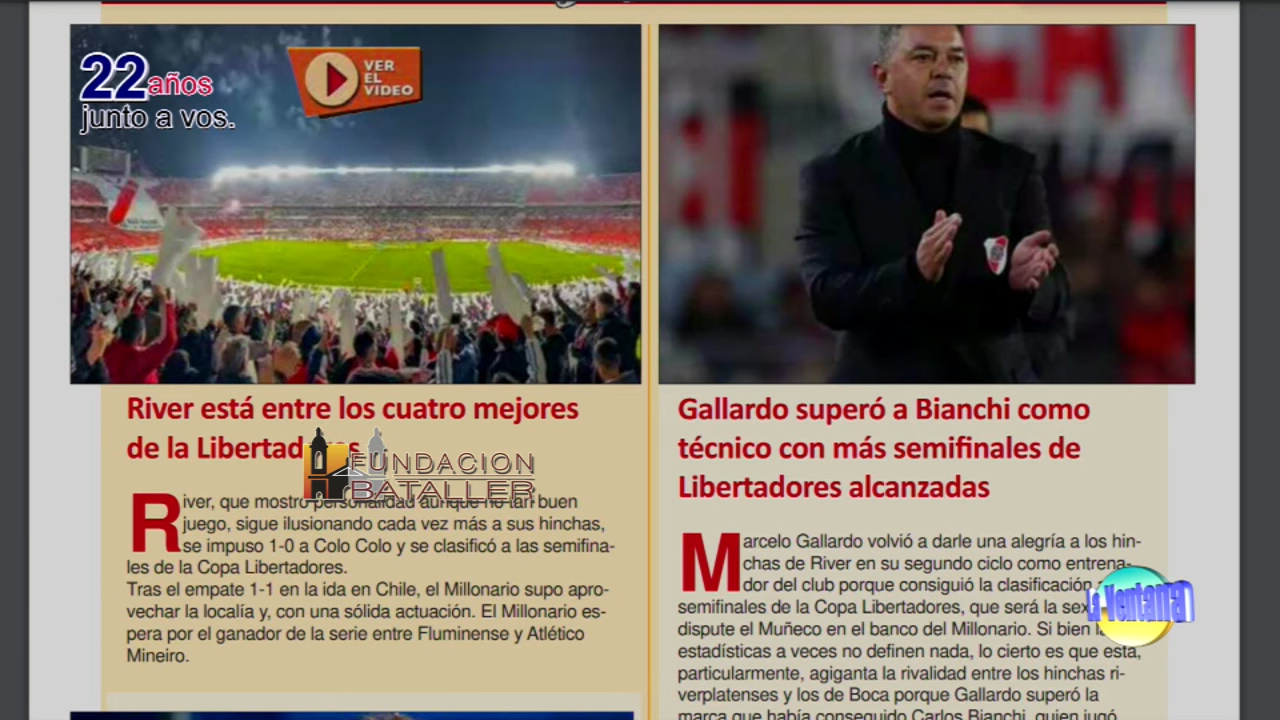 22 años
junto a vos.
VER
EL
VIDEO
River está entre los cuatro mejores
de la Libertadores
FUNDACION
BATALLER
River, que mostró personalidad aunque no tan buen
juego, sigue ilusionando cada vez más a sus hinchas,
se impuso 1-0 a Colo Colo y se clasificó a las semifina-
les de la Copa Libertadores.
Tras el empate 1-1 en la ida en Chile, el Millonario supo apro-
vechar la localía y, con una sólida actuación. El Millonario es-
pera por el ganador de la serie entre Fluminense y Atlético
Mineiro.
Gallardo superó a Bianchi como
técnico con más semifinales de
Libertadores alcanzadas
Marcelo Gallardo volvió a darle una alegría a los hin-
chas de River en su segundo ciclo como entrena-
dor del club porque consiguió la clasificación
semifinales de la Copa Libertadores, que será la
dispute el Muñeco en el banco del Millonario. Si bien
estadísticas a veces no definen nada, lo cierto es que esta,
particularmente, agiganta la rivalidad entre los hinchas ri-
verplatenses y los de Boca porque Gallardo superó la
marca que había conseguido Carlos Bianchi, quien jugó
La Ventana